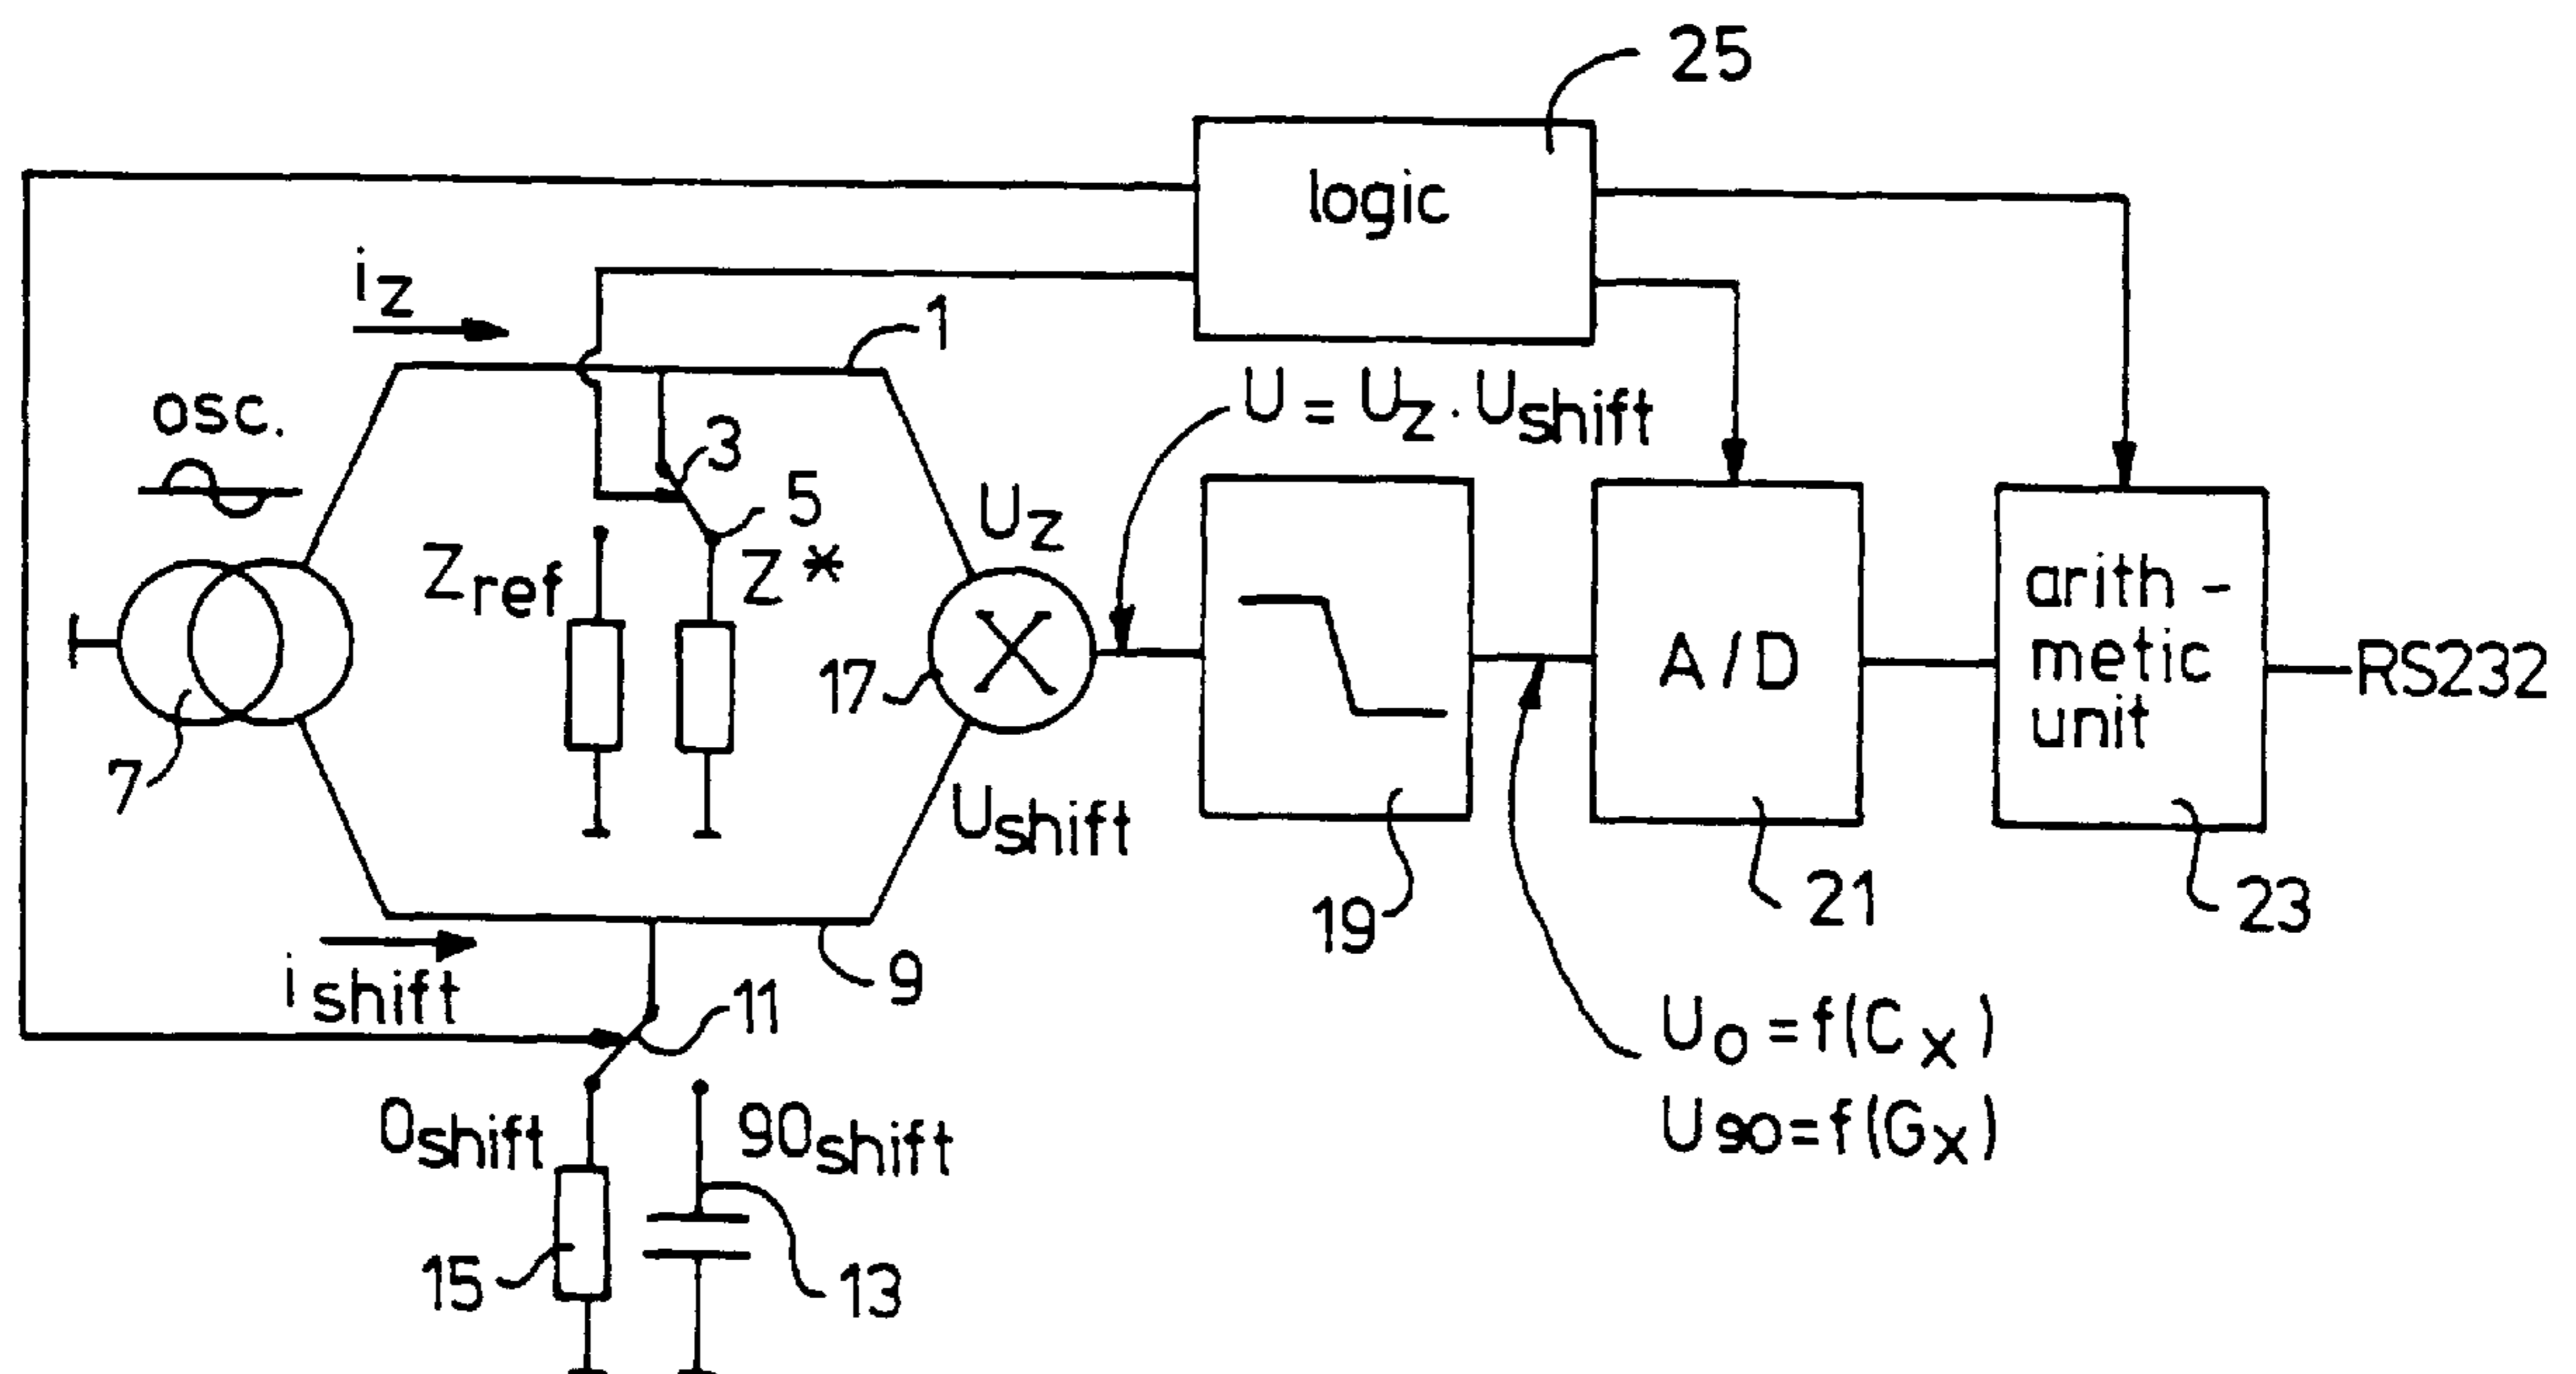 25
logic
iz
1
osc.
U = Uz . Ushift
3
5
Uz
Zref
Z*
arith-
metic
unit
17
A/D
RS232
7
Ushift
19
21
23
ishift
9
11
U0 = f(Cx)
U90 = f(Gx)
0shift
90shift
15
13